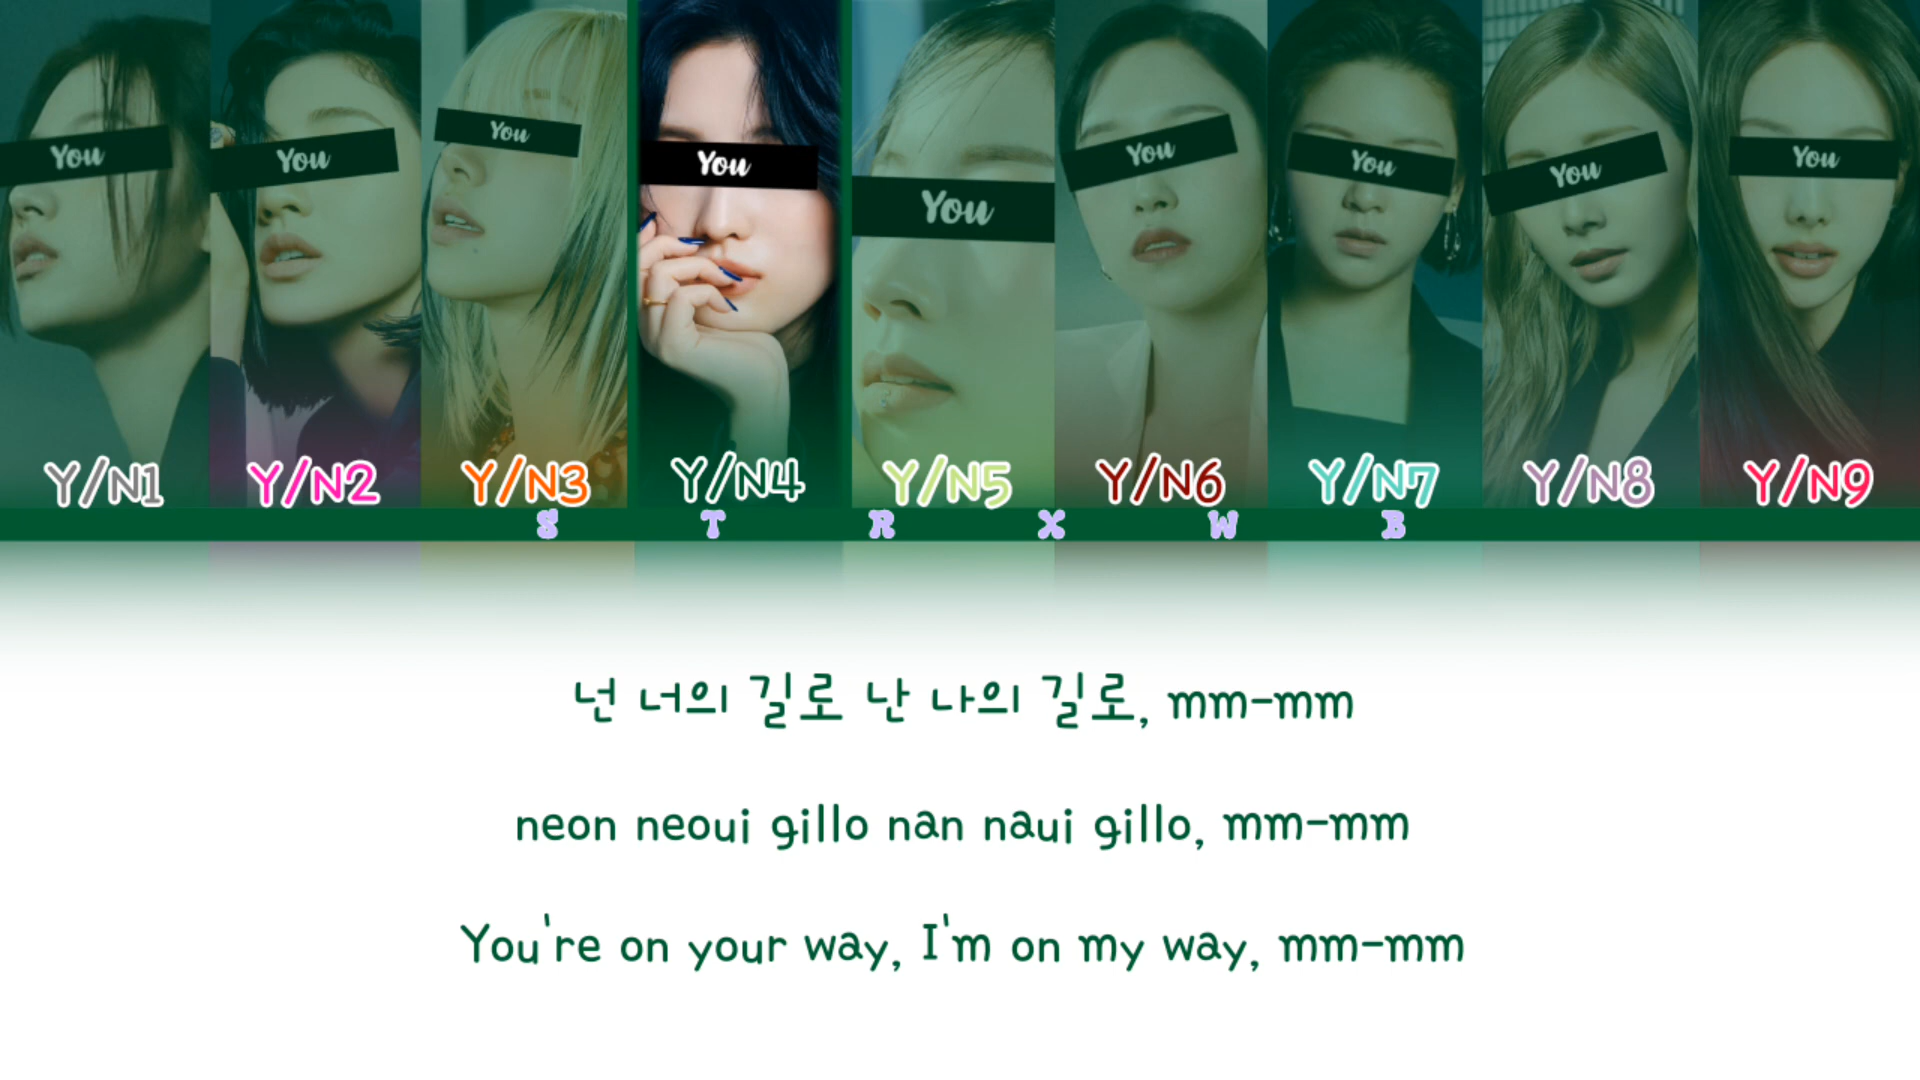 You You You You You You You You You
Y/N1 Y/N2 Y/N3 Y/N4 Y/N5 Y/N6 Y/N7 Y/N8 Y/N9
S T R X W B
넌 너의 길로 난 나의 길로, mm-mm
neon neoui gillo nan naui gillo, mm-mm
You're on your way, I'm on my way, mm-mm